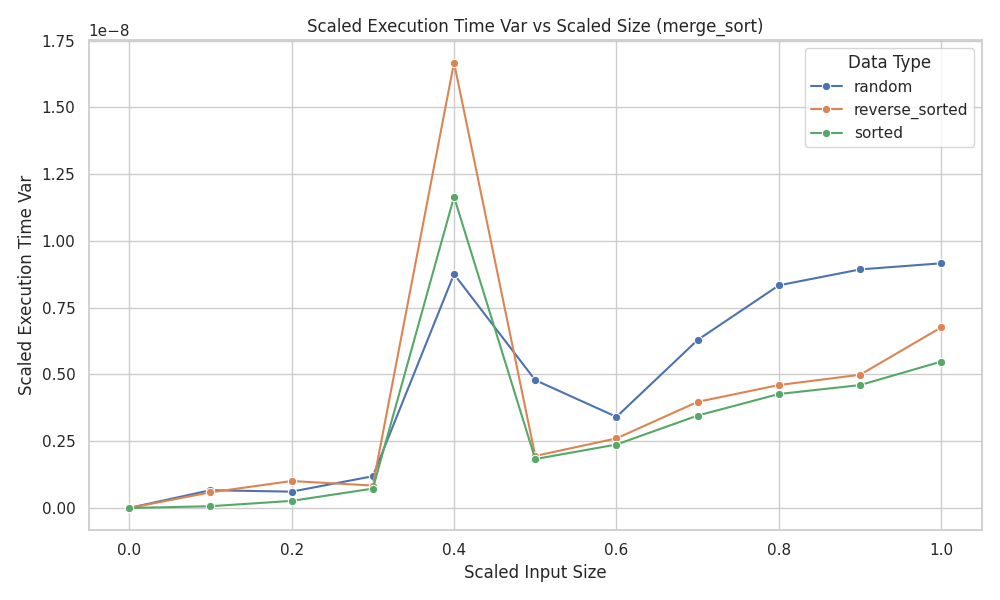 Scaled Execution Time Var vs Scaled Size (merge_sort)
1e−8
1.75
1.50
1.25
1.00
0.75
0.50
0.25
0.00
Scaled Execution Time Var
Data Type
random
reverse_sorted
sorted
0.0
0.2
0.4
0.6
0.8
1.0
Scaled Input Size